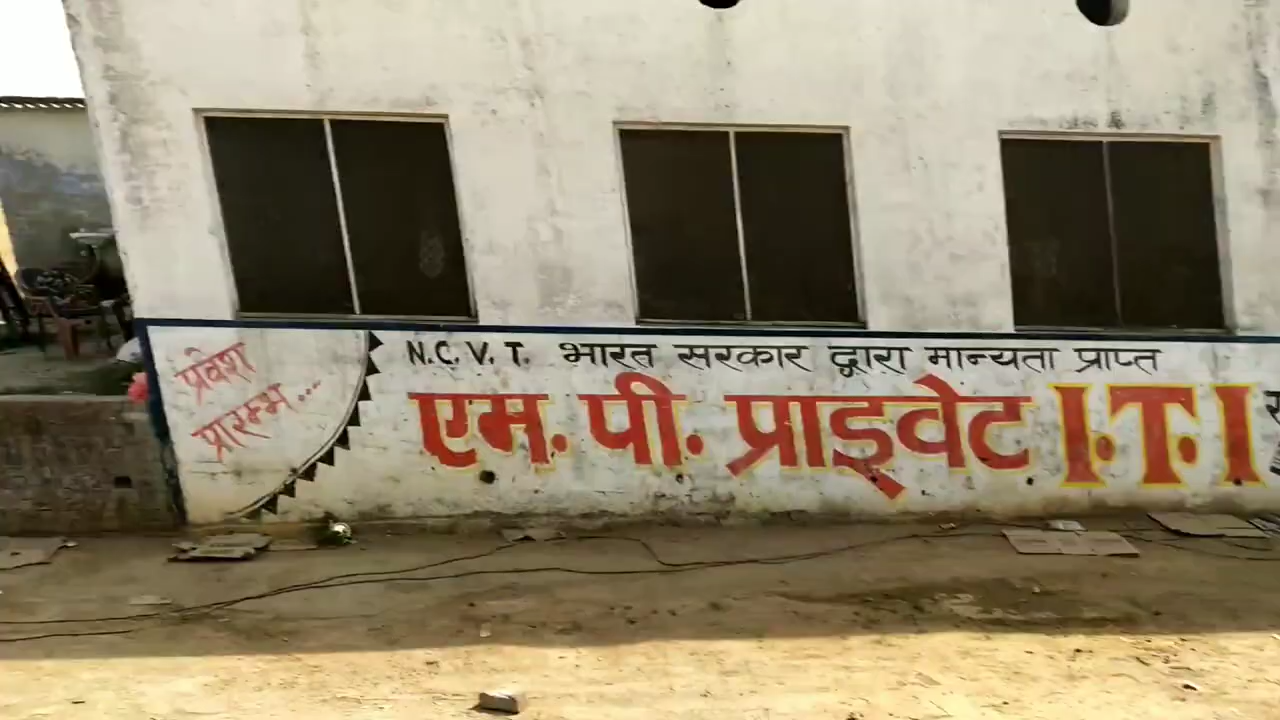 प्रवेश
प्रारम्भ...
N.C.V.T. भारत सरकार द्वारा मान्यता प्राप्त
एम. पी. प्राइवेट I.T.I